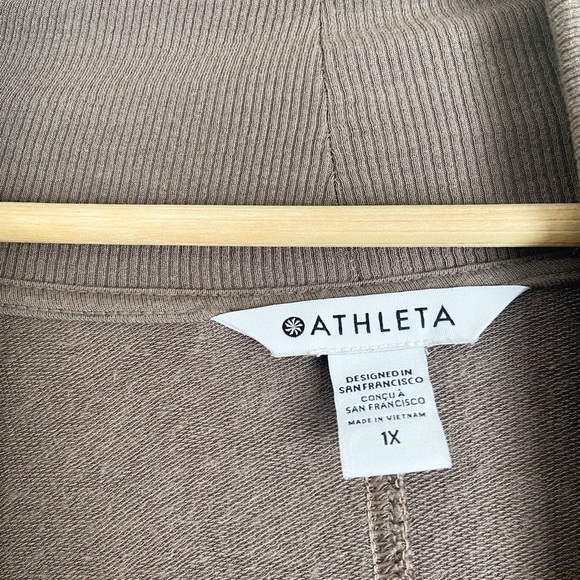 ATHLETA
DESIGNED IN
SAN FRANCISCO
CONÇU À
SAN FRANCISCO
MADE IN VIETNAM
1X